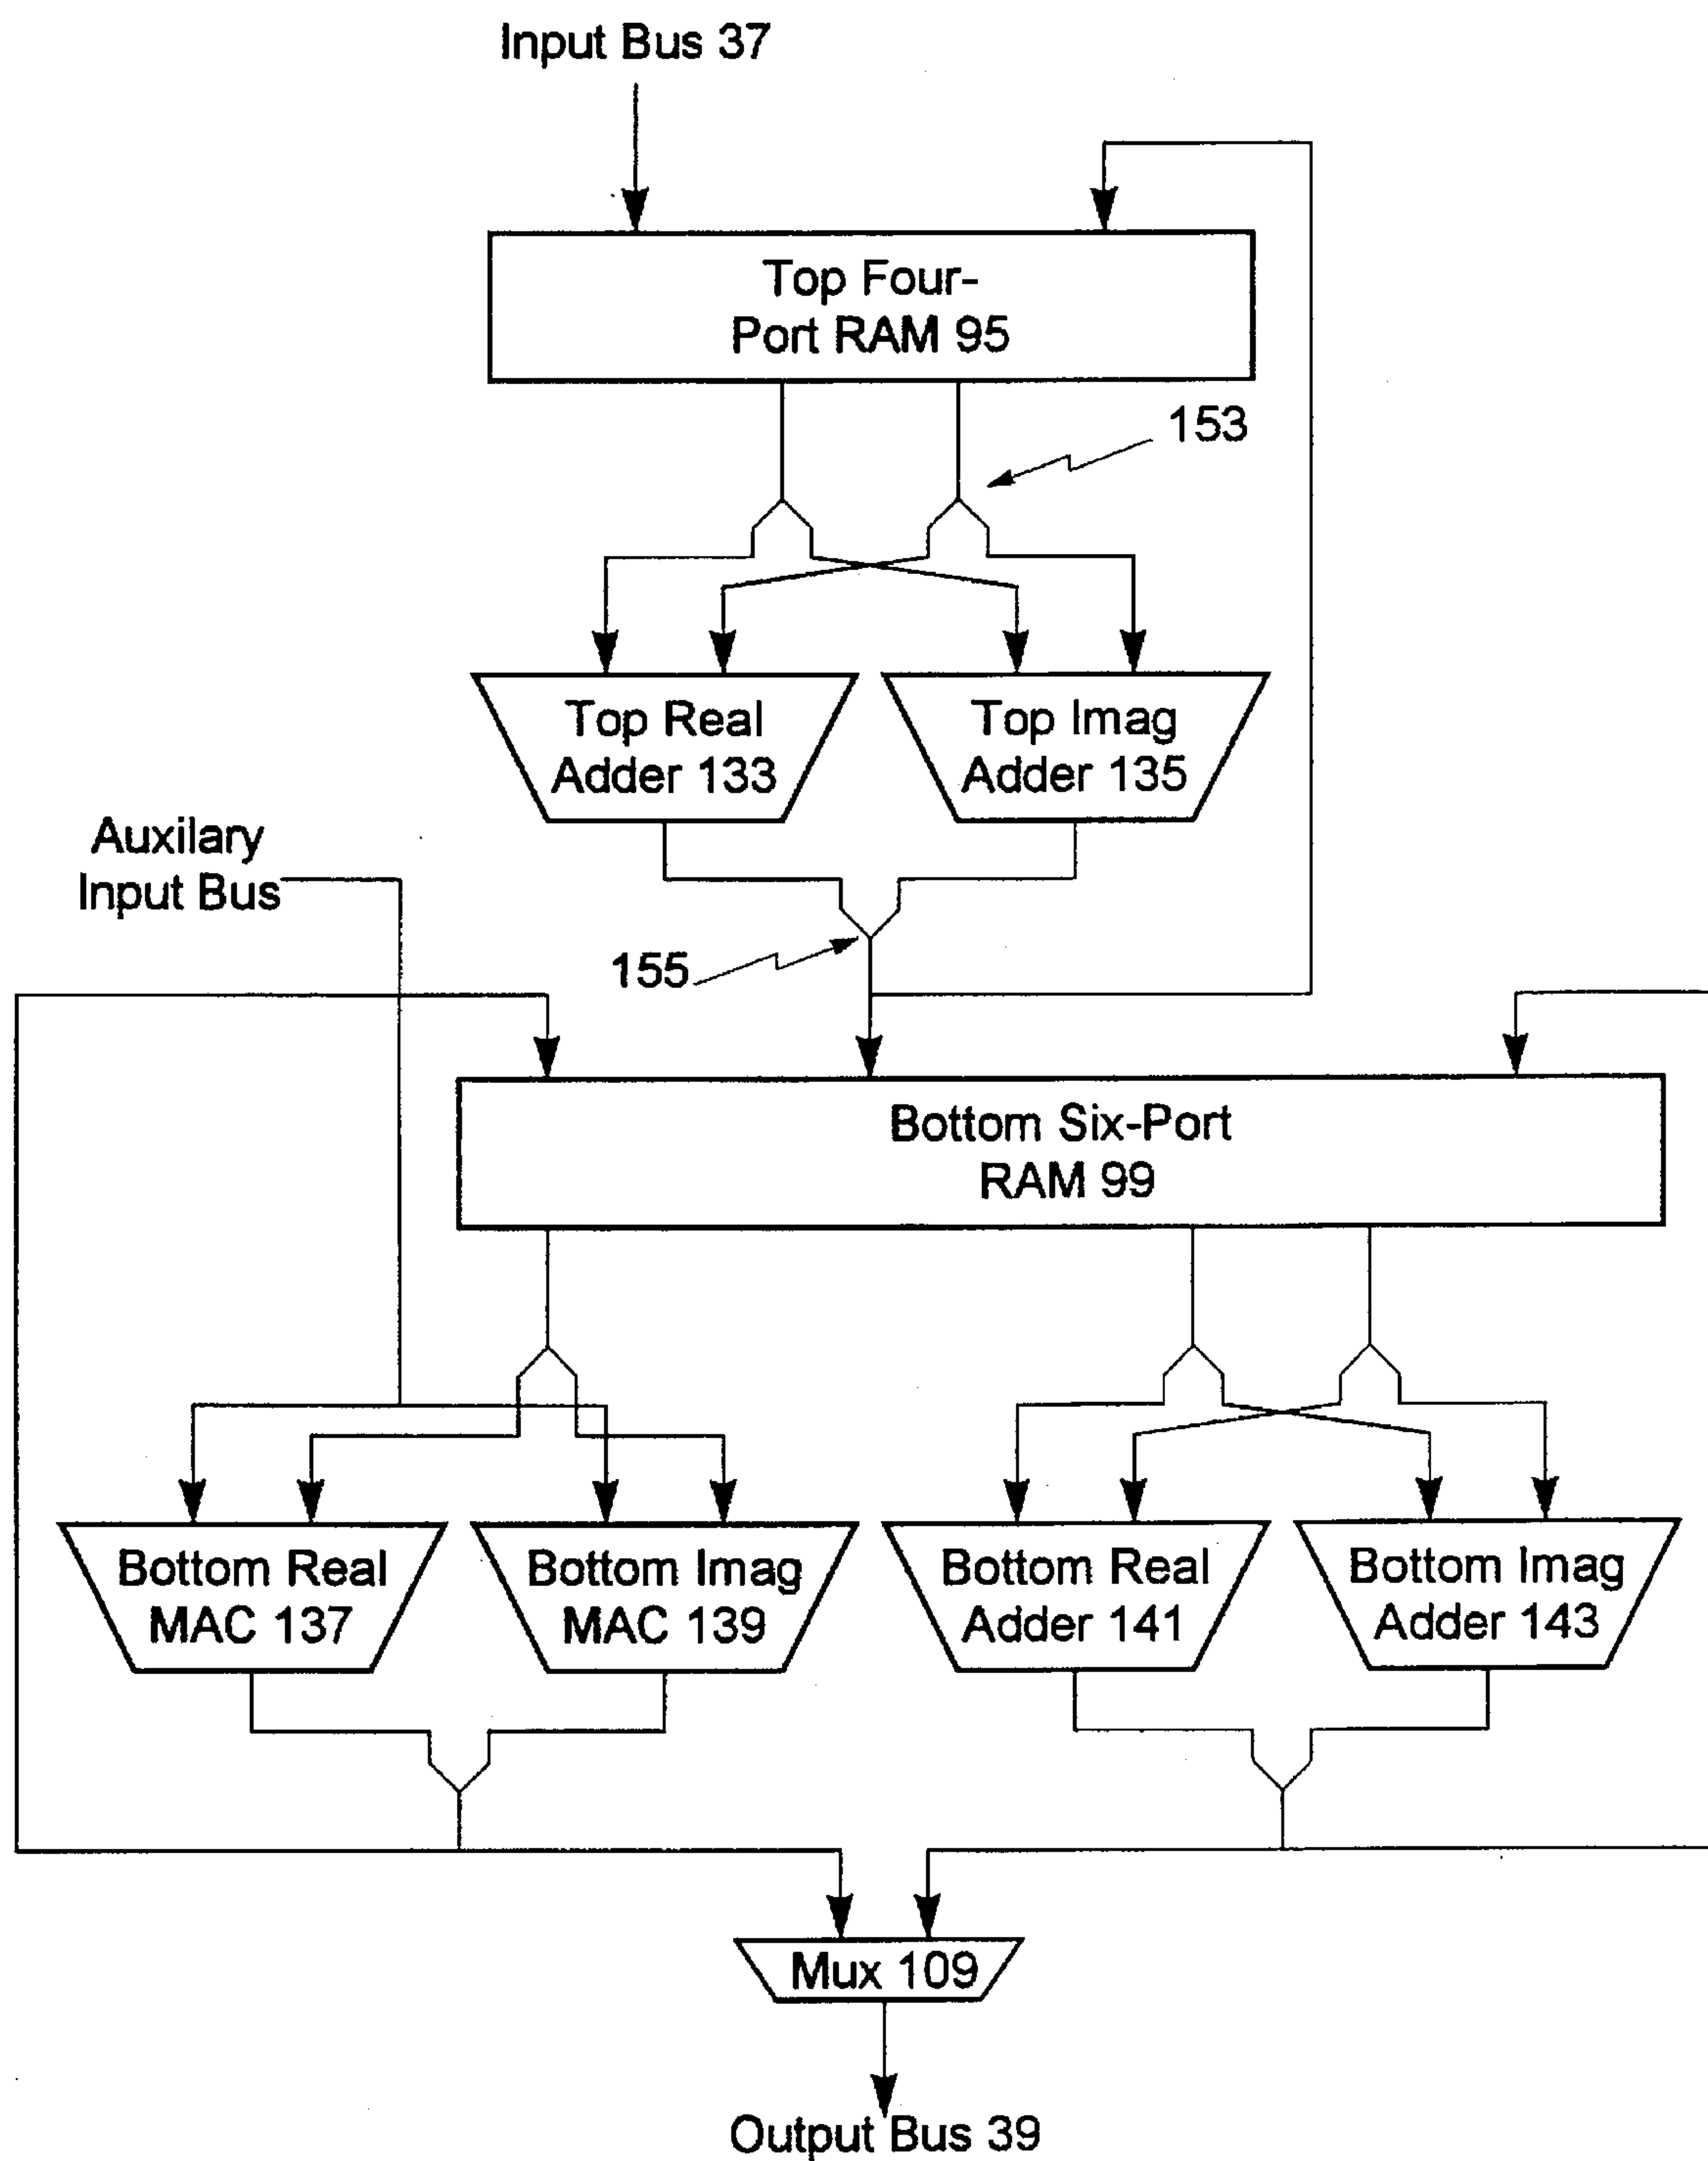 Input Bus 37
Top Four-
Port RAM 95
153
Top Real
Adder 133
Top Imag
Adder 135
Auxilary
Input Bus
155
Bottom Six-Port
RAM 99
Bottom Real
MAC 137
Bottom Imag
MAC 139
Bottom Real
Adder 141
Bottom Imag
Adder 143
Mux 109
Output Bus 39